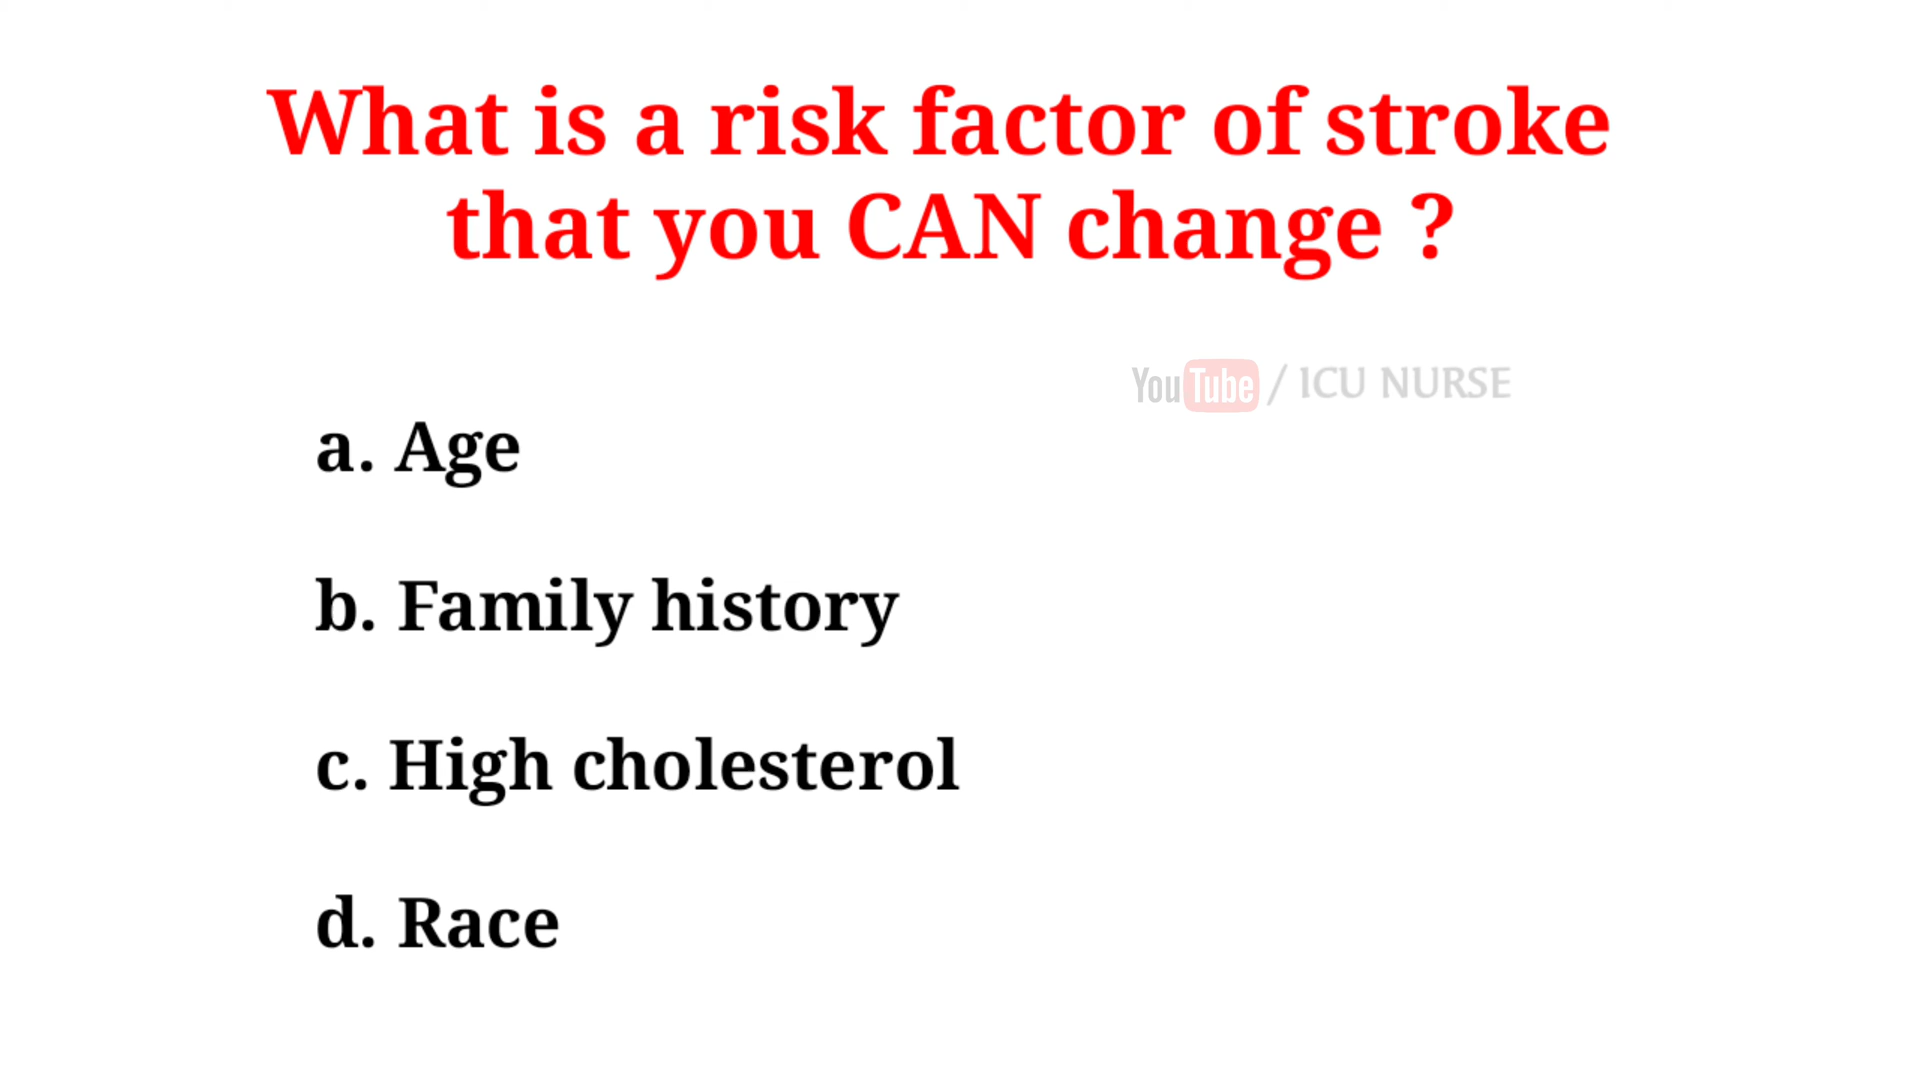 What is a risk factor of stroke
that you CAN change ?
YouTube / ICU NURSE
a. Age
b. Family history
c. High cholesterol
d. Race